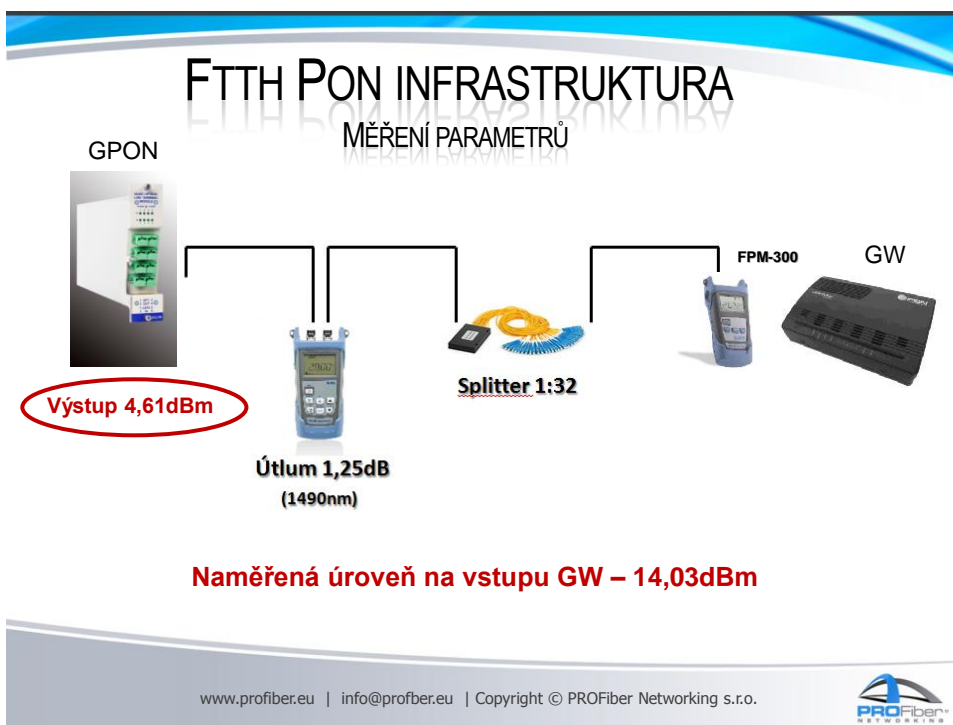 FTTH PON INFRASTRUKTURA
MĚŘENÍ PARAMETRŮ
GPON
FPM-300
GW
Výstup 4,61dBm
Splitter 1:32
Útlum 1,25dB
(1490nm)
Naměřená úroveň na vstupu GW – 14,03dBm
www.profiber.eu | info@profber.eu | Copyright © PROFiber Networking s.r.o.
PROFiber
NETWORKING